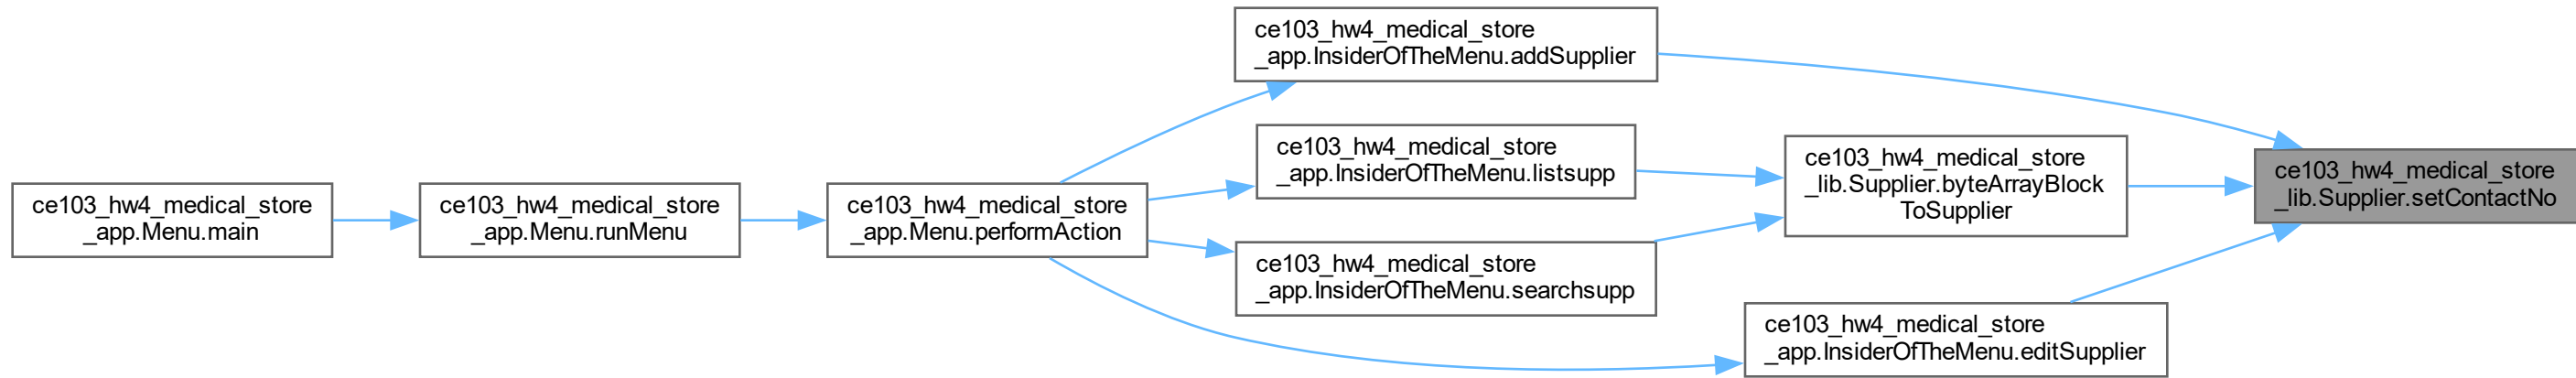 ce103_hw4_medical_store
_app.Menu.main
ce103_hw4_medical_store
_app.Menu.runMenu
ce103_hw4_medical_store
_app.Menu.performAction
ce103_hw4_medical_store
_app.InsiderOfTheMenu.addSupplier
ce103_hw4_medical_store
_app.InsiderOfTheMenu.listsupp
ce103_hw4_medical_store
_app.InsiderOfTheMenu.searchsupp
ce103_hw4_medical_store
_lib.Supplier.byteArrayBlock
ToSupplier
ce103_hw4_medical_store
_app.InsiderOfTheMenu.editSupplier
ce103_hw4_medical_store
_lib.Supplier.setContactNo